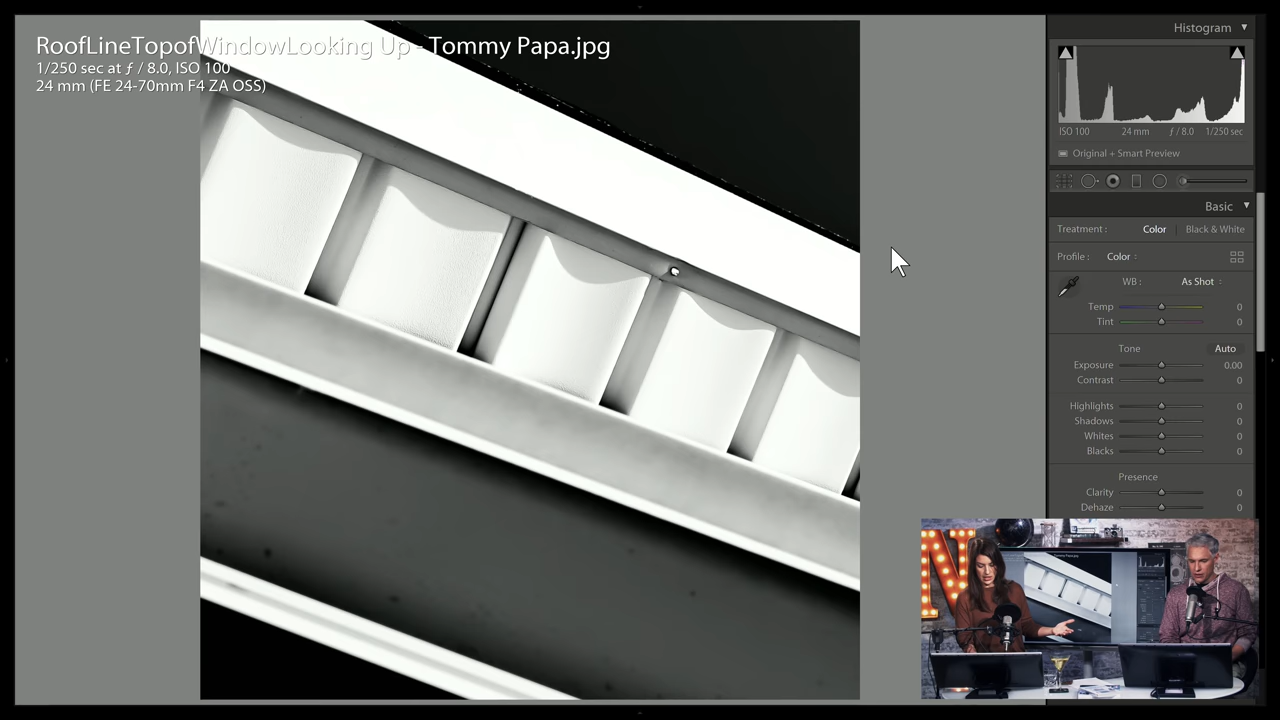 RoofLineTopofWindowLooking Up - Tommy Papa.jpg
1/250 sec at ƒ / 8.0, ISO 100
24 mm (FE 24-70mm F4 ZA OSS)
Histogram
ISO 100 24 mm ƒ / 8.0 1/250 sec
Original + Smart Preview
Basic
Treatment : Color Black & White
Profile : Color
WB : As Shot
Temp 0
Tint 0
Tone Auto
Exposure 0.00
Contrast 0
Highlights 0
Shadows 0
Whites 0
Blacks 0
Presence
Clarity 0
Dehaze 0
N